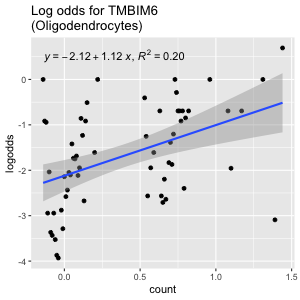 Log odds for TMBIM6
(Oligodendrocytes)
y = −2.12 + 1.12 x, R² = 0.20
logodds
0
-1
-2
-3
-4
0.0 0.5 1.0 1.5
count